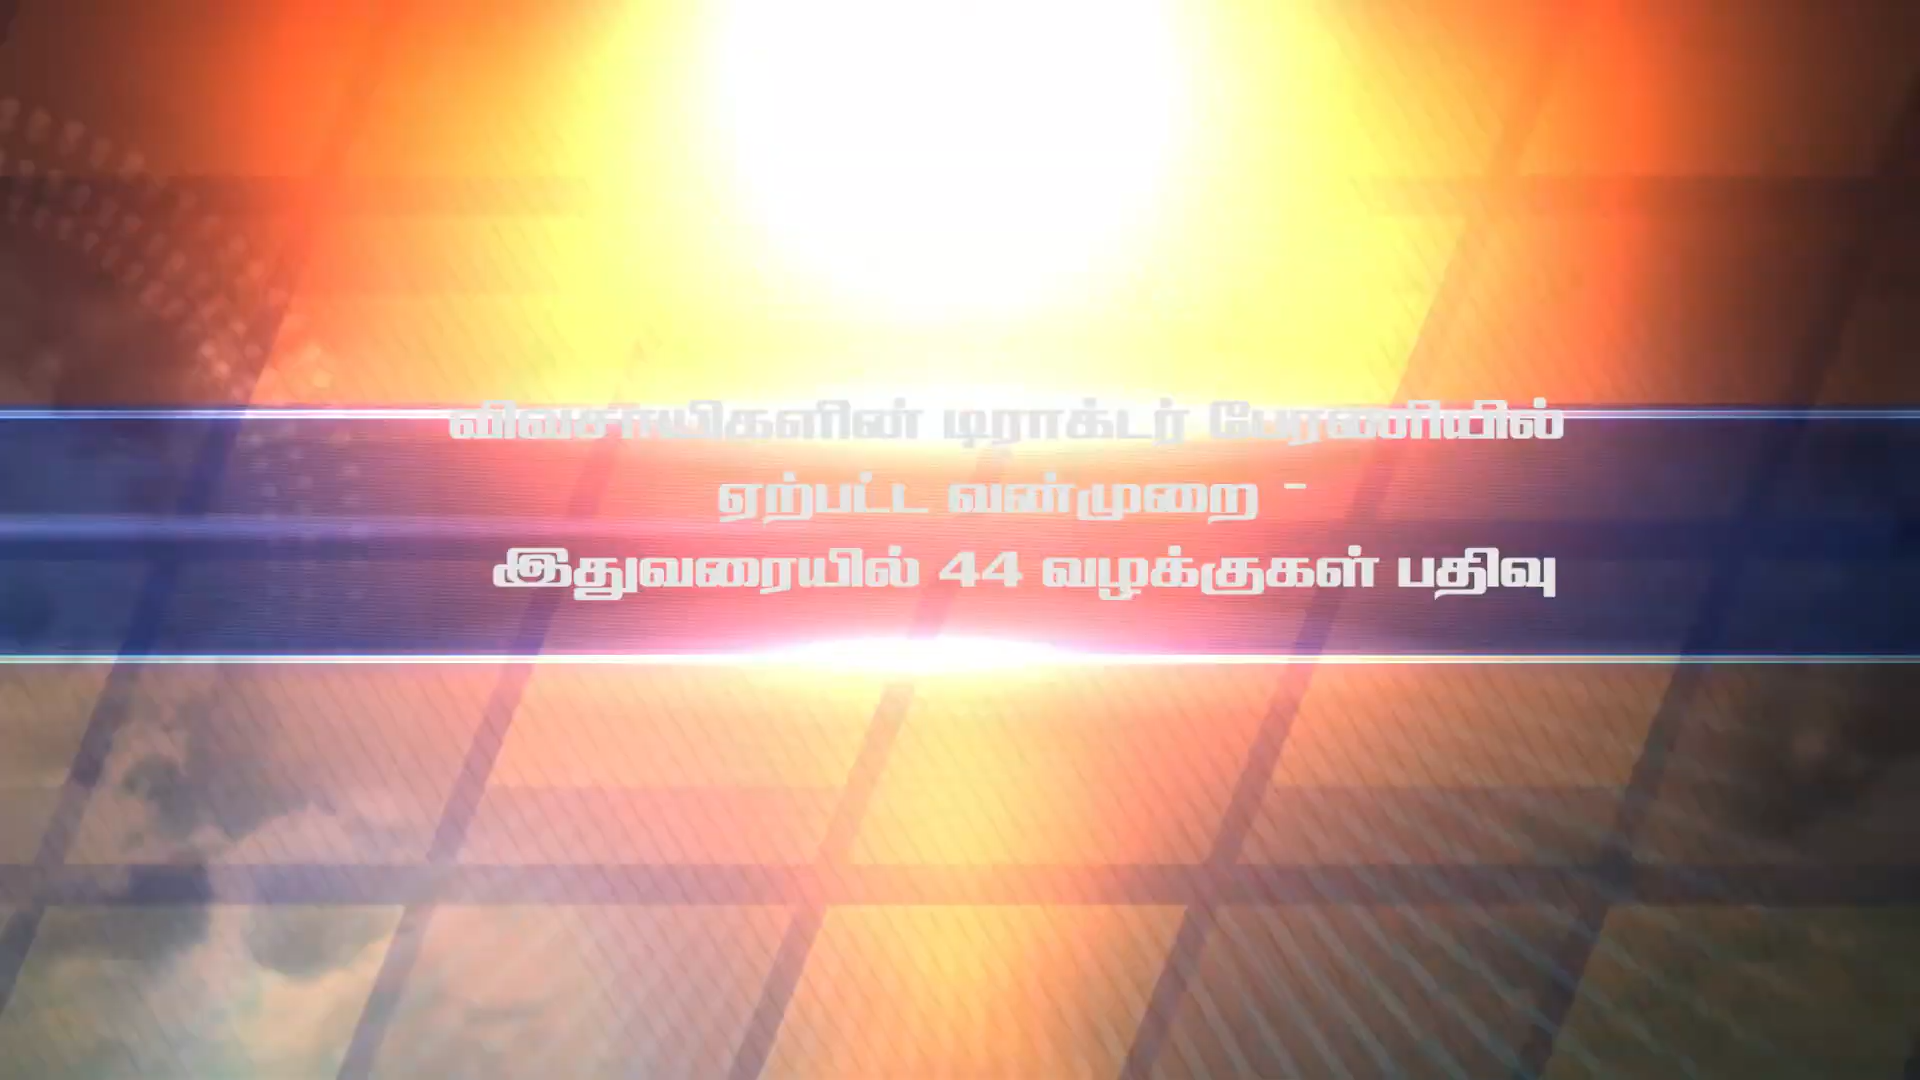 விவசாயிகளின் டிராக்டர் பேரணியில்
ஏற்பட்ட வன்முறை -
இதுவரையில் 44 வழக்குகள் பதிவு